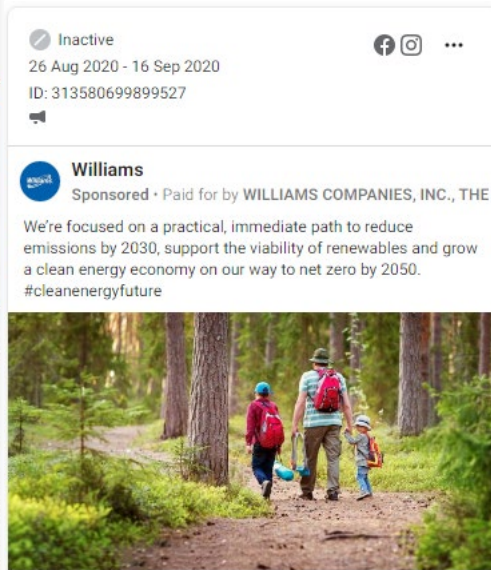 Inactive
26 Aug 2020 - 16 Sep 2020
ID: 313580699899527
Williams
Sponsored • Paid for by WILLIAMS COMPANIES, INC., THE
We’re focused on a practical, immediate path to reduce
emissions by 2030, support the viability of renewables and grow
a clean energy economy on our way to net zero by 2050.
#cleanenergyfuture